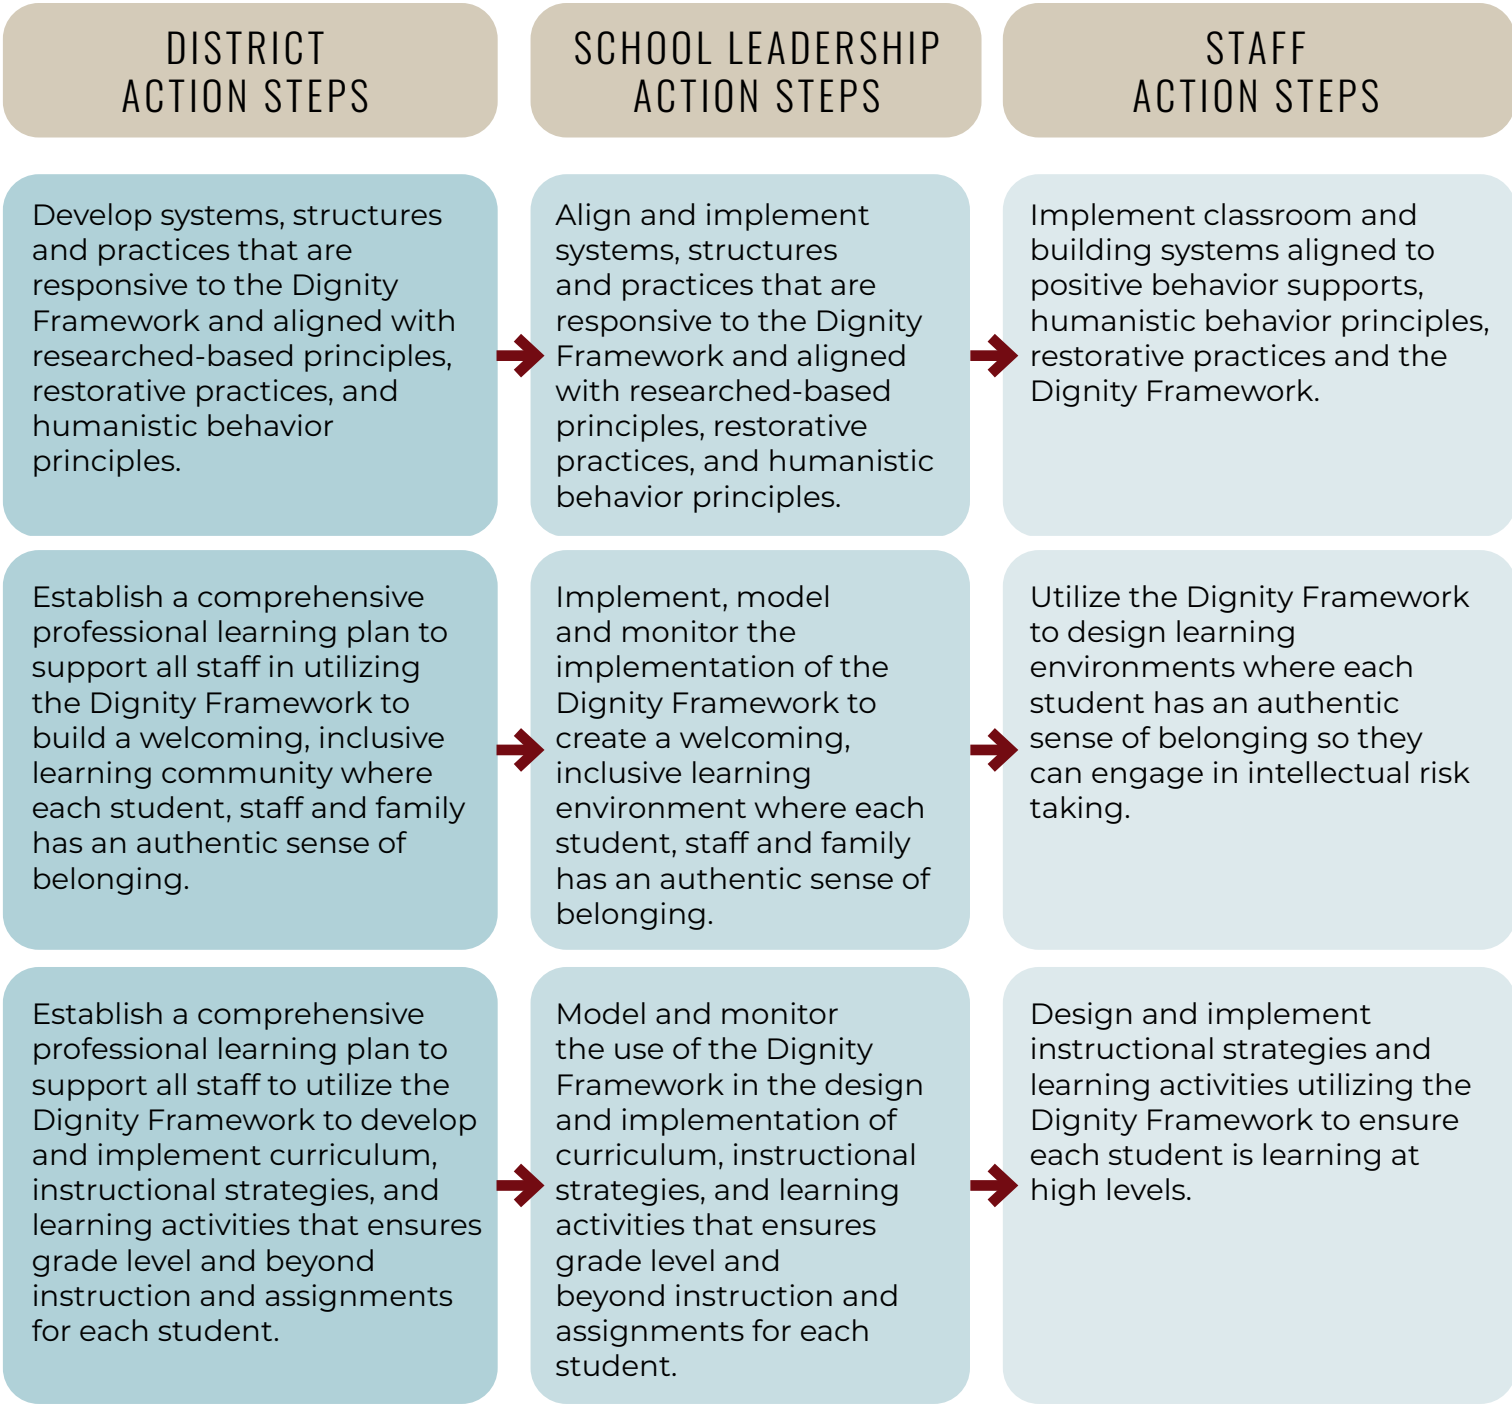 DISTRICT
ACTION STEPS
SCHOOL LEADERSHIP
ACTION STEPS
STAFF
ACTION STEPS
Develop systems, structures
and practices that are
responsive to the Dignity
Framework and aligned with
researched-based principles,
restorative practices, and
humanistic behavior
principles.
Align and implement
systems, structures
and practices that are
responsive to the Dignity
Framework and aligned
with researched-based
principles, restorative
practices, and humanistic
behavior principles.
Implement classroom and
building systems aligned to
positive behavior supports,
humanistic behavior principles,
restorative practices and the
Dignity Framework.
Establish a comprehensive
professional learning plan to
support all staff in utilizing
the Dignity Framework to
build a welcoming, inclusive
learning community where
each student, staff and family
has an authentic sense of
belonging.
Implement, model
and monitor the
implementation of the
Dignity Framework to
create a welcoming,
inclusive learning
environment where each
student, staff and family
has an authentic sense of
belonging.
Utilize the Dignity Framework
to design learning
environments where each
student has an authentic
sense of belonging so they
can engage in intellectual risk
taking.
Establish a comprehensive
professional learning plan to
support all staff to utilize the
Dignity Framework to develop
and implement curriculum,
instructional strategies, and
learning activities that ensures
grade level and beyond
instruction and assignments
for each student.
Model and monitor
the use of the Dignity
Framework in the design
and implementation of
curriculum, instructional
strategies, and learning
activities that ensures
grade level and
beyond instruction and
assignments for each
student.
Design and implement
instructional strategies and
learning activities utilizing the
Dignity Framework to ensure
each student is learning at
high levels.